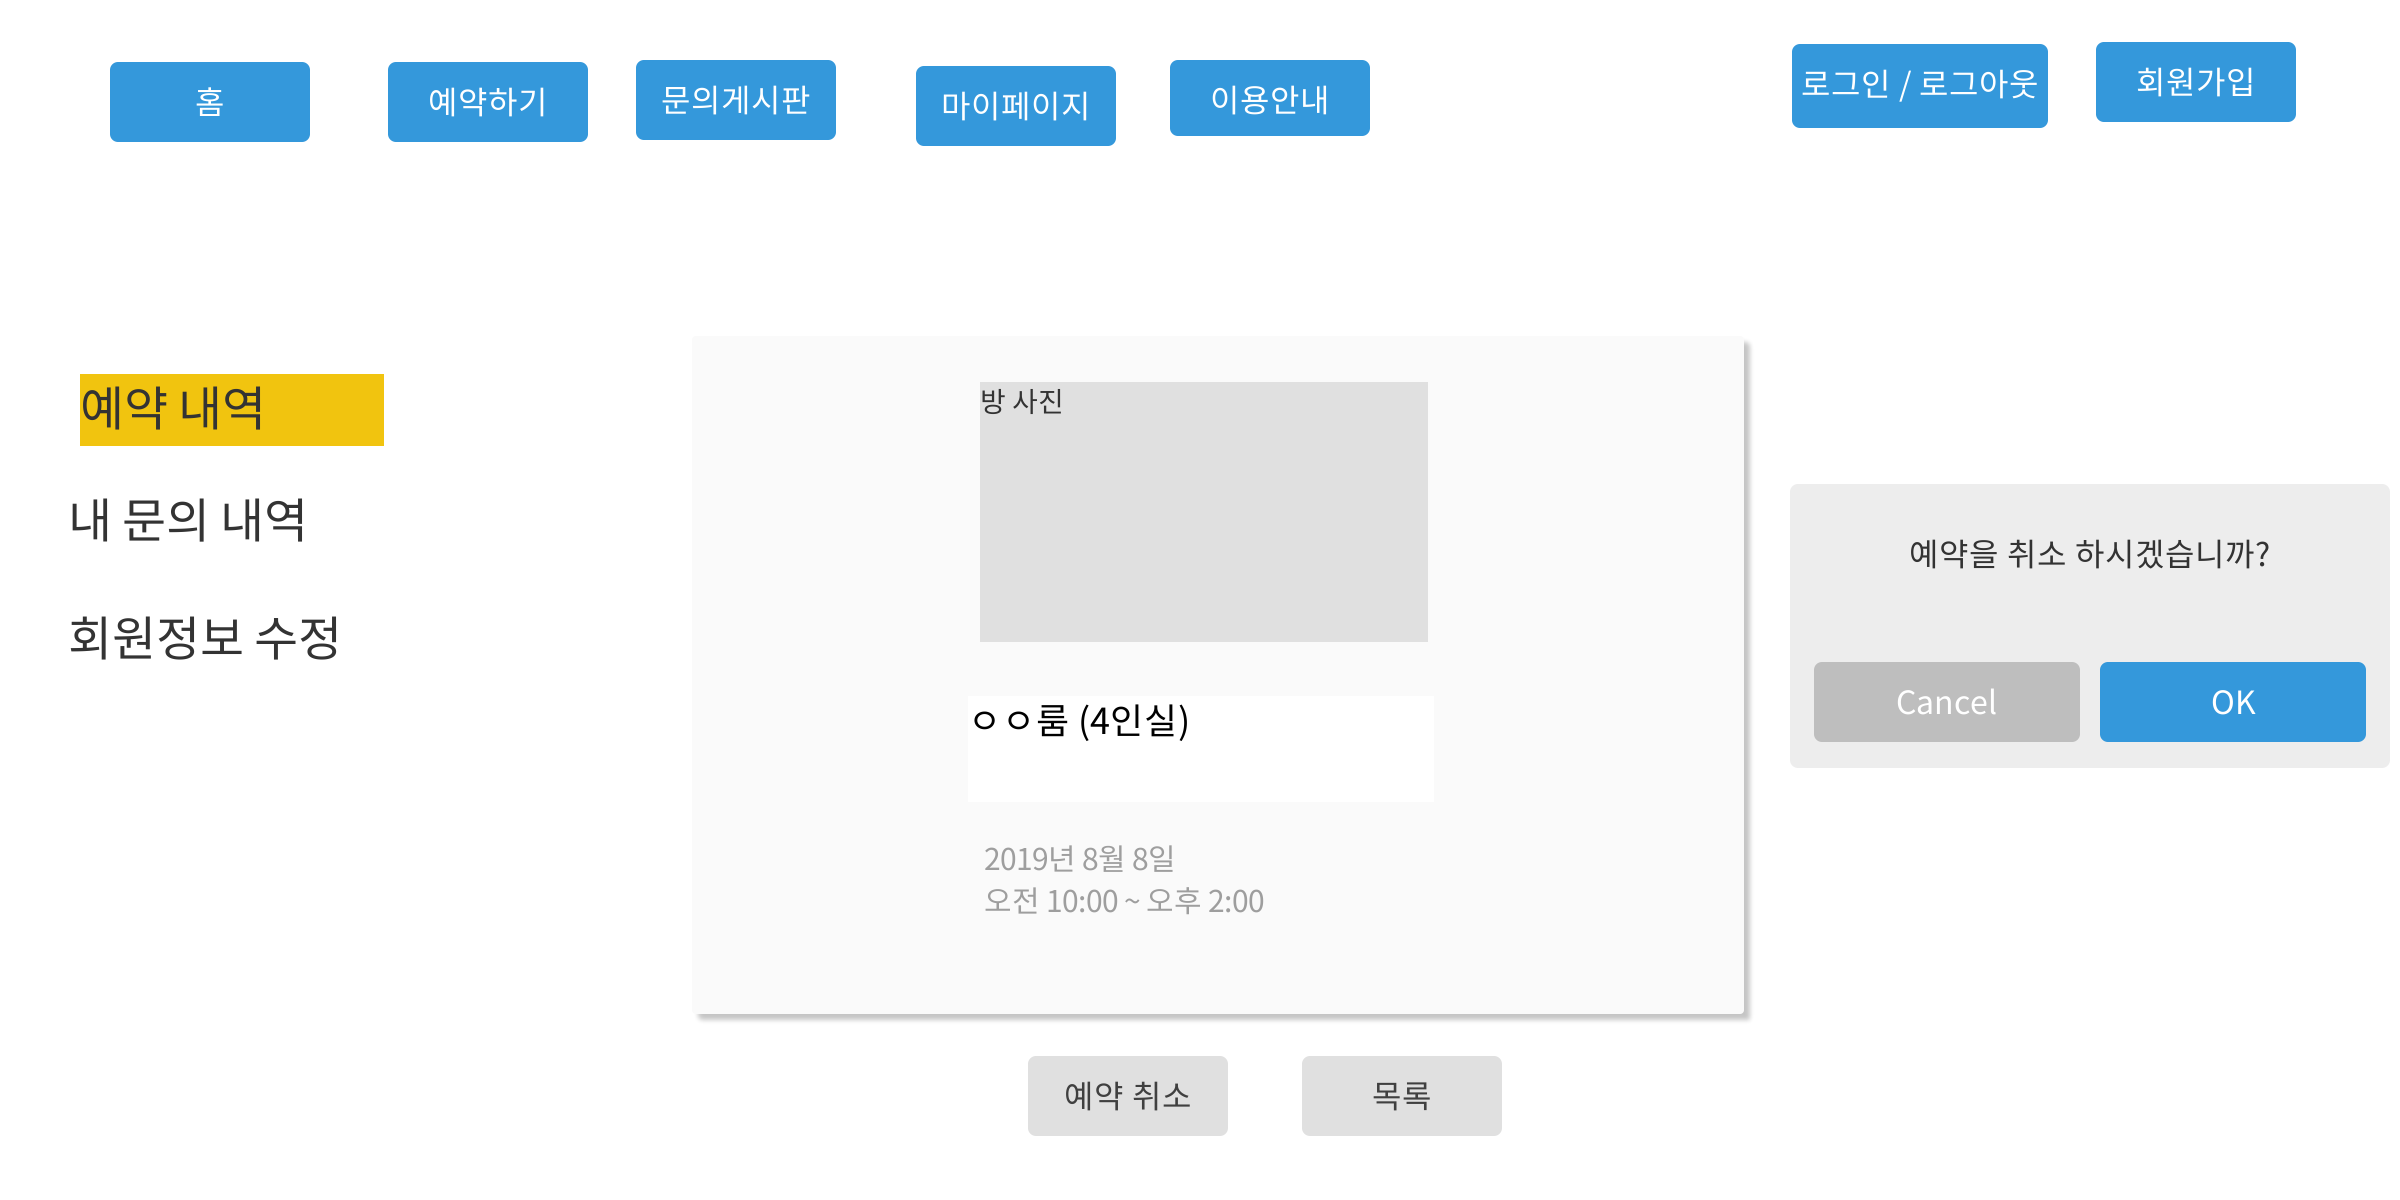 홈
예약하기
문의게시판
마이페이지
이용안내
로그인 / 로그아웃
회원가입
예약 내역
내 문의 내역
회원정보 수정
방 사진
ㅇㅇ룸 (4인실)
2019년 8월 8일
오전 10:00 ~ 오후 2:00
예약 취소
목록
예약을 취소 하시겠습니까?
Cancel
OK